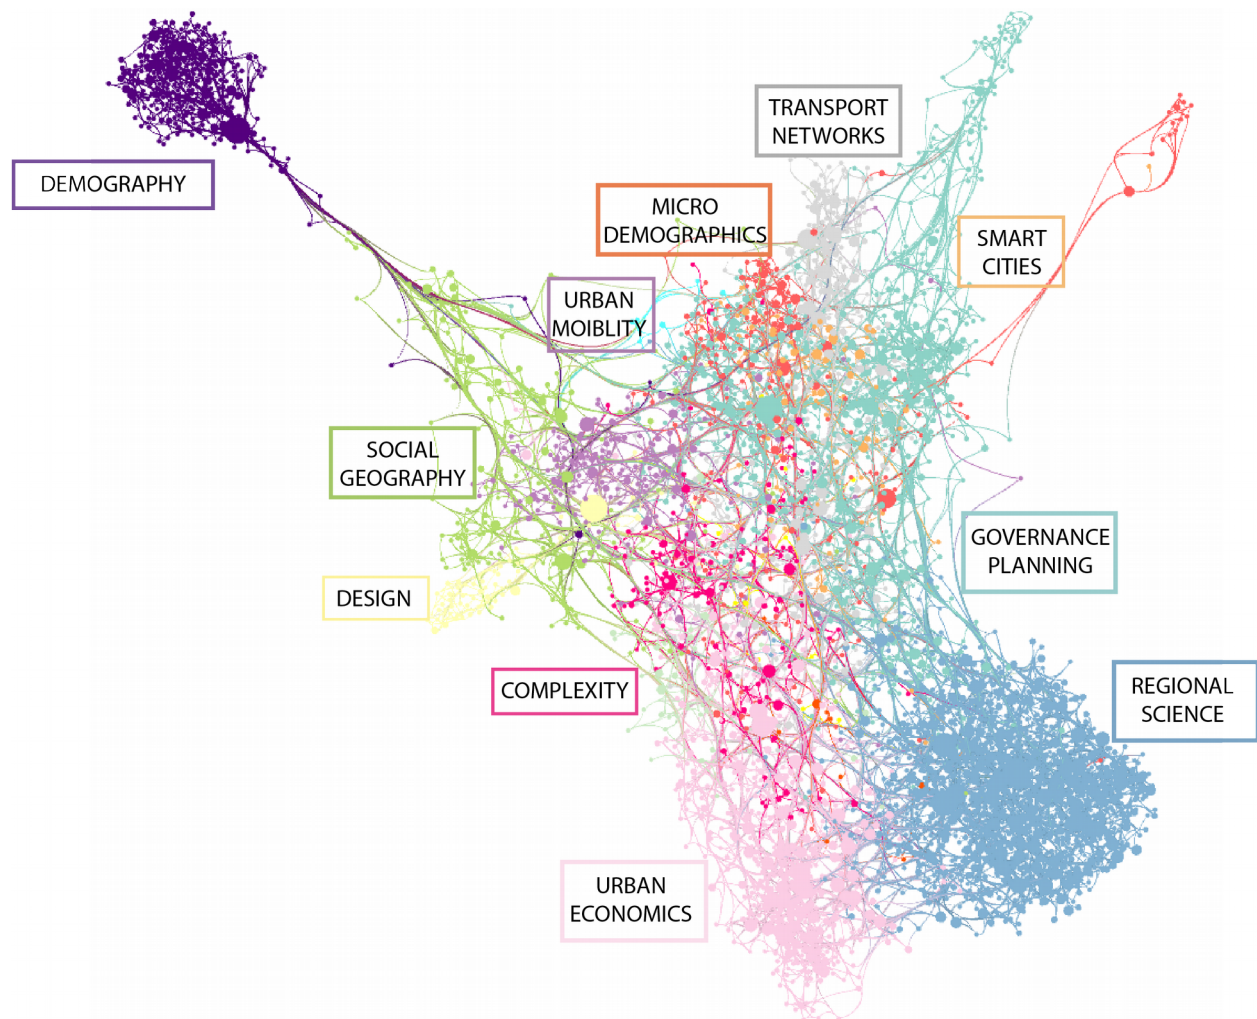 TRANSPORT
NETWORKS
DEMOGRAPHY
MICRO
DEMOGRAPHICS
SMART
CITIES
URBAN
MOIBLITY
SOCIAL
GEOGRAPHY
GOVERNANCE
PLANNING
DESIGN
COMPLEXITY
REGIONAL
SCIENCE
URBAN
ECONOMICS